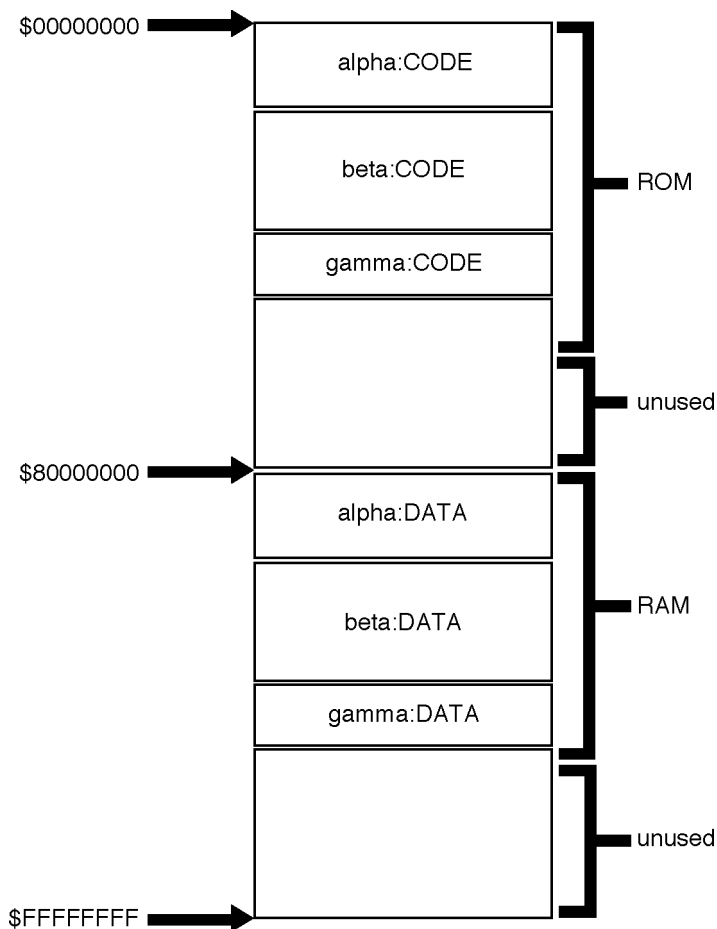 $00000000
alpha:CODE
beta:CODE
ROM
gamma:CODE
unused
$80000000
alpha:DATA
RAM
beta:DATA
gamma:DATA
unused
$FFFFFFFF